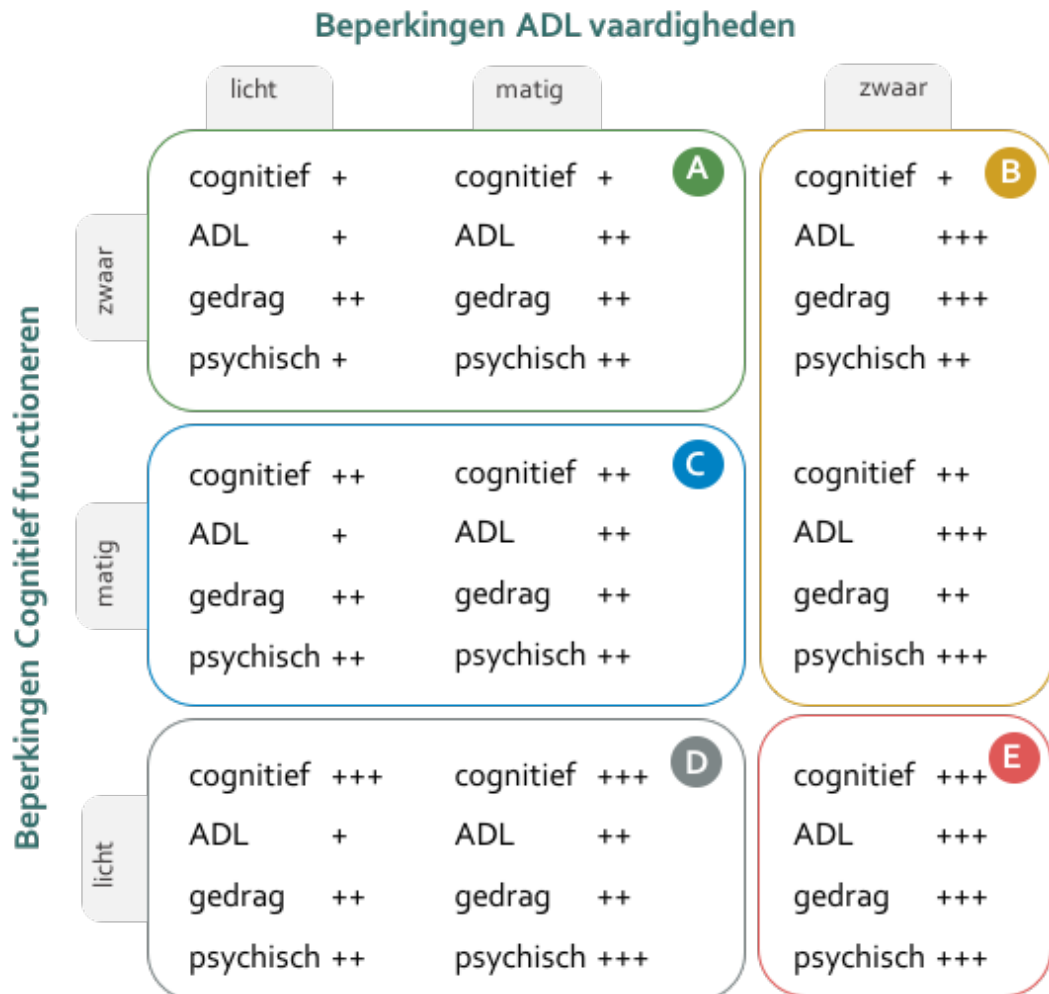 Beperkingen ADL vaardigheden
licht matig zwaar
Beperkingen Cognitief functioneren
zwaar
cognitief + cognitief + A cognitief + B
ADL + ADL ++ ADL +++
gedrag ++ gedrag ++ gedrag +++
psychisch + psychisch ++ psychisch ++
matig
cognitief ++ cognitief ++ C cognitief ++
ADL + ADL ++ ADL +++
gedrag ++ gedrag ++ gedrag ++
psychisch ++ psychisch ++ psychisch +++
licht
cognitief +++ cognitief +++ D cognitief +++ E
ADL + ADL ++ ADL +++
gedrag ++ gedrag ++ gedrag +++
psychisch ++ psychisch +++ psychisch +++